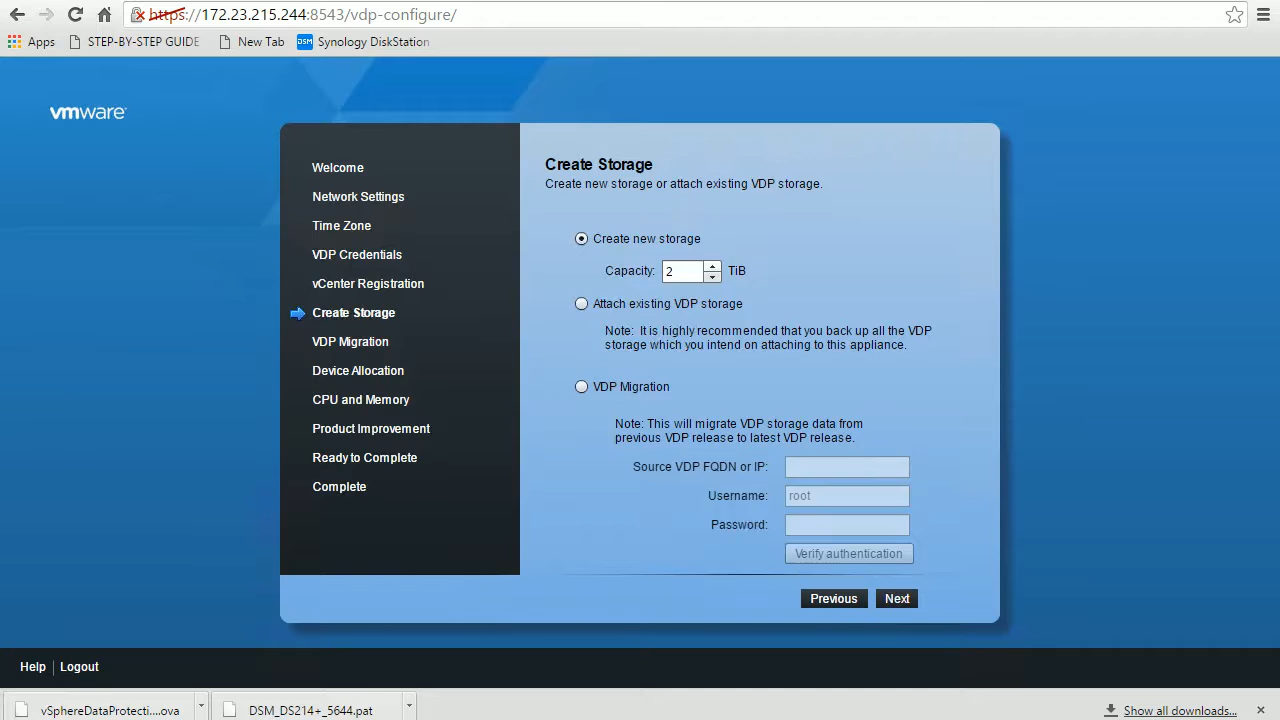 https://172.23.215.244:8543/vdp-configure/
Apps STEP-BY-STEP GUIDE New Tab DSM Synology DiskStation
vmware
Welcome
Network Settings
Time Zone
VDP Credentials
vCenter Registration
Create Storage
VDP Migration
Device Allocation
CPU and Memory
Product Improvement
Ready to Complete
Complete
Create Storage
Create new storage or attach existing VDP storage.
Create new storage
Capacity: 2 TiB
Attach existing VDP storage
Note: It is highly recommended that you back up all the VDP
storage which you intend on attaching to this appliance.
VDP Migration
Note: This will migrate VDP storage data from
previous VDP release to latest VDP release.
Source VDP FQDN or IP:
Username: root
Password:
Verify authentication
Previous Next
Help Logout
vSphereDataProtecti....ova DSM_DS214+_5644.pat Show all downloads...